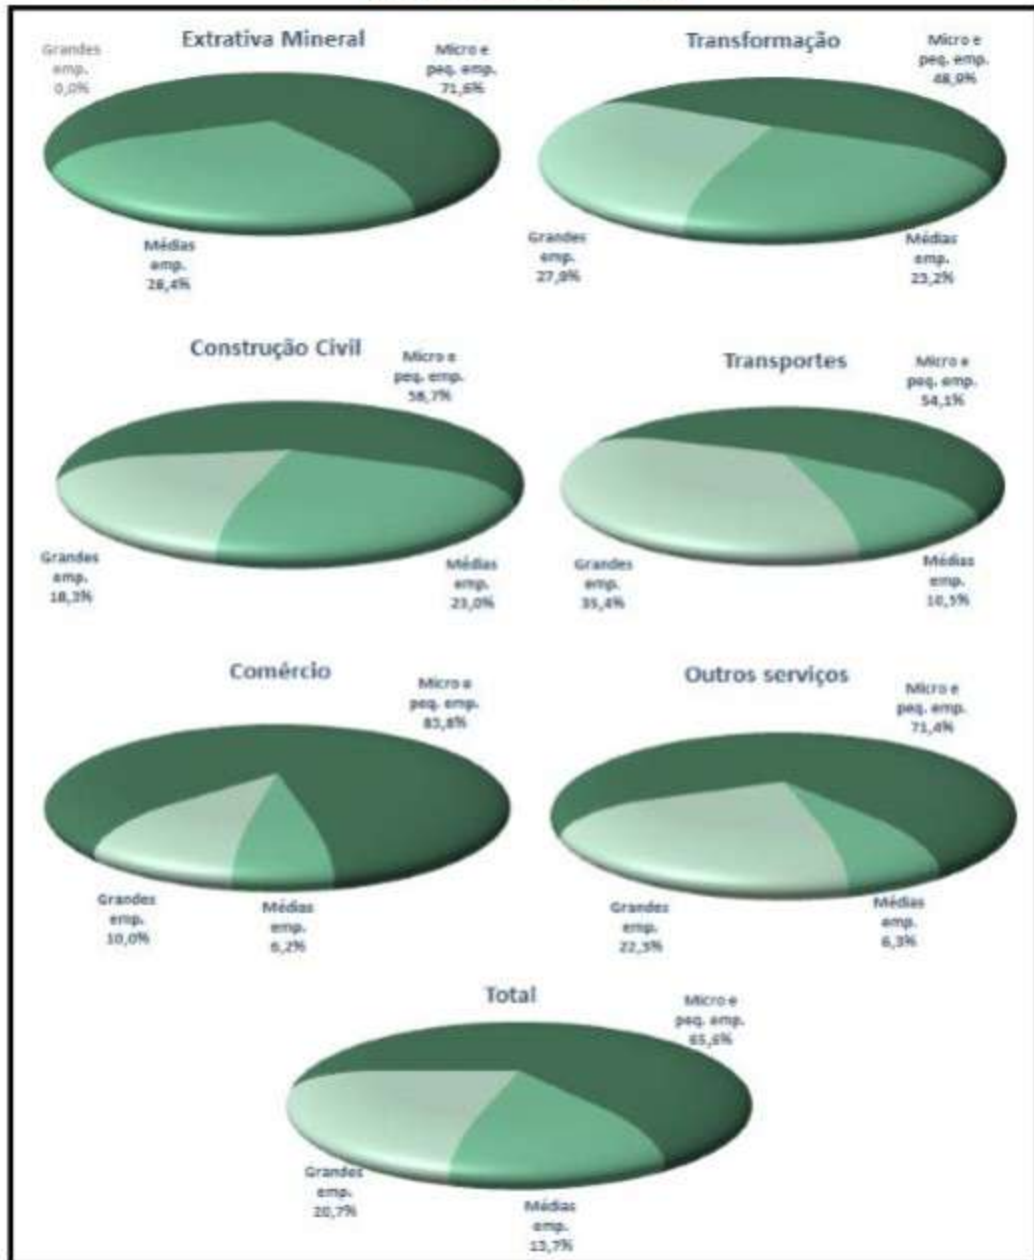 Extrativa Mineral
Grandes
emp.
0,0%
Micro e
peq. emp.
71,6%
Médias
emp.
28,4%
Transformação
Micro e
peq. emp.
48,9%
Grandes
emp.
27,9%
Médias
emp.
23,2%
Construção Civil
Micro e
peq. emp.
58,7%
Grandes
emp.
18,3%
Médias
emp.
23,0%
Transportes
Micro e
peq. emp.
54,1%
Grandes
emp.
35,4%
Médias
emp.
10,5%
Comércio
Micro e
peq. emp.
83,8%
Grandes
emp.
10,0%
Médias
emp.
6,2%
Outros serviços
Micro e
peq. emp.
71,4%
Grandes
emp.
22,3%
Médias
emp.
6,3%
Total
Micro e
peq. emp.
65,6%
Grandes
emp.
20,7%
Médias
emp.
13,7%